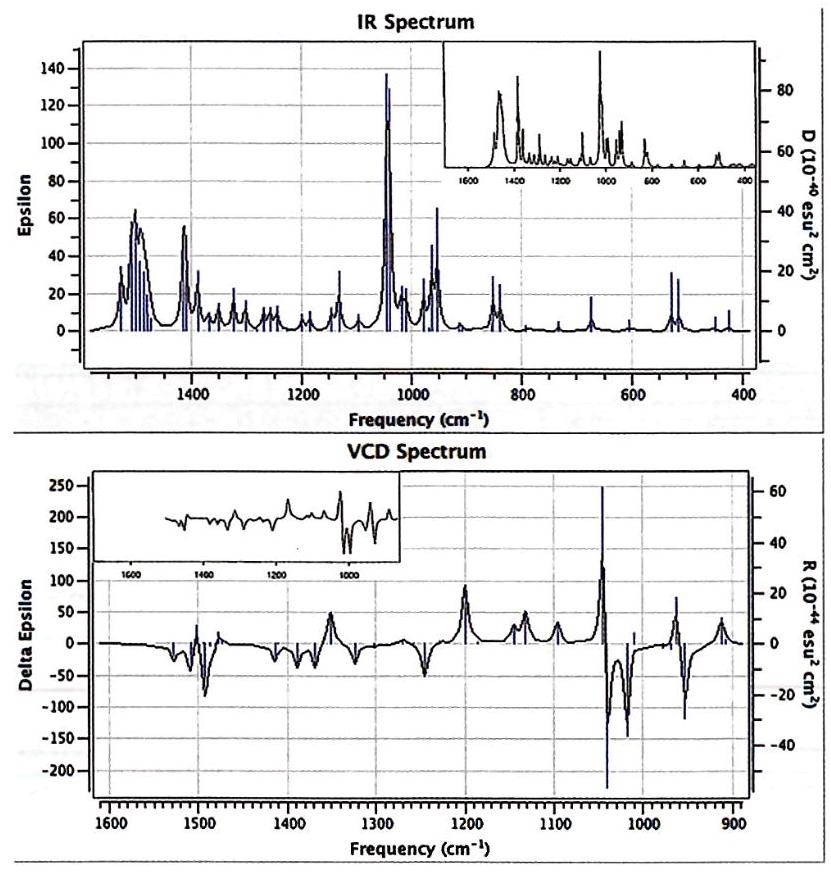 IR Spectrum
140
120
100
80
60
40
20
0
Epsilon
80
60
40
20
0
D (10⁻⁴⁰ esu² cm²)
1600 1400 1200 1000 800 600 400
1400 1200 1000 800 600 400
Frequency (cm⁻¹)
VCD Spectrum
250
200
150
100
50
0
-50
-100
-150
-200
Delta Epsilon
60
40
20
0
-20
-40
R (10⁻⁴⁴ esu² cm²)
1600 1400 1200 1000
1600 1500 1400 1300 1200 1100 1000 900
Frequency (cm⁻¹)